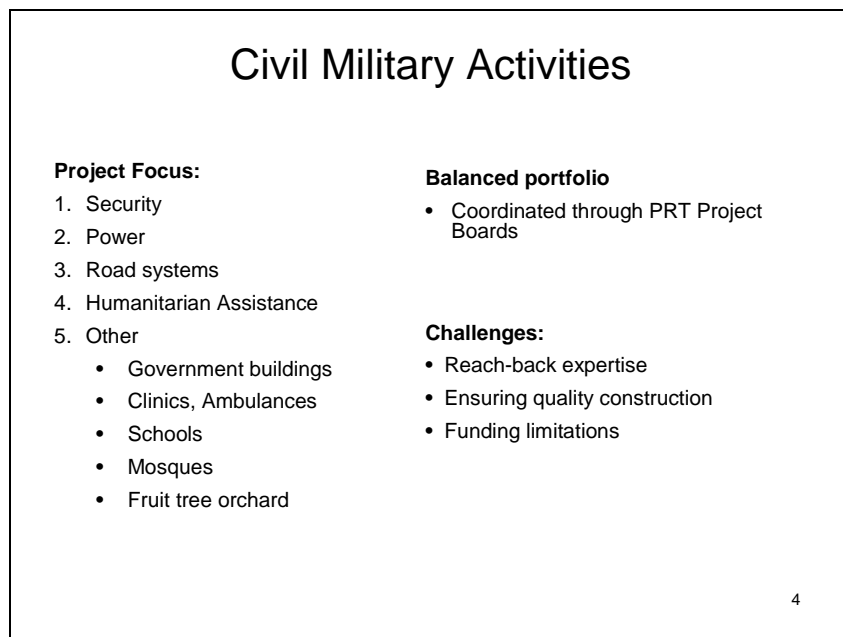 Civil Military Activities
Project Focus:
1. Security
2. Power
3. Road systems
4. Humanitarian Assistance
5. Other
• Government buildings
• Clinics, Ambulances
• Schools
• Mosques
• Fruit tree orchard
Balanced portfolio
• Coordinated through PRT Project
Boards
Challenges:
• Reach-back expertise
• Ensuring quality construction
• Funding limitations
4